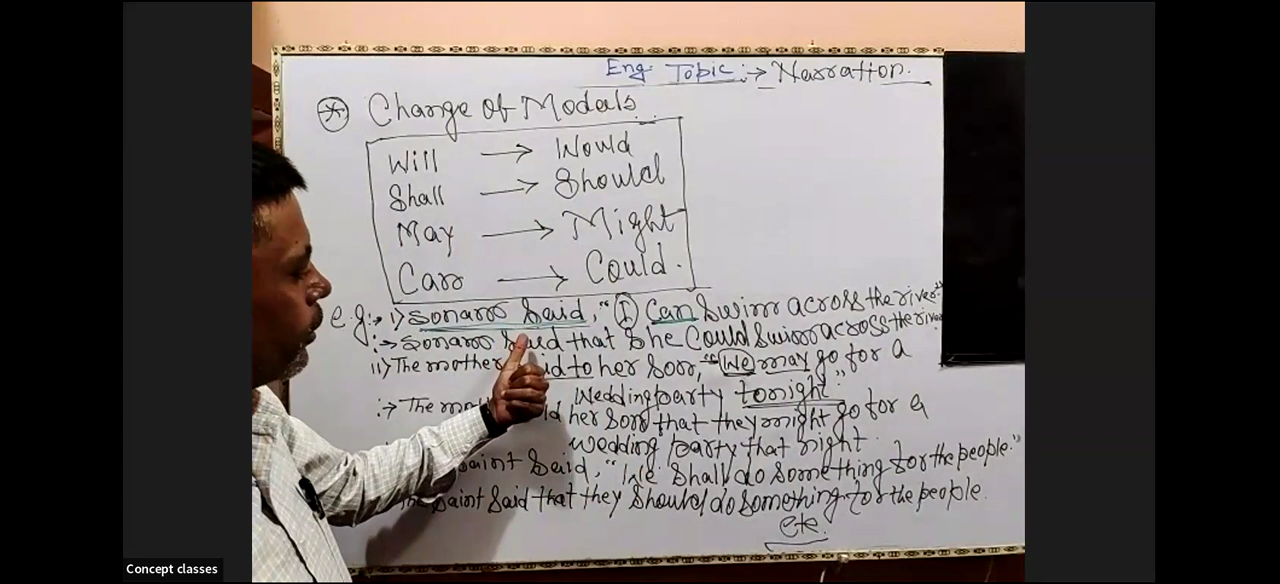 Eng. Topic :→ Narration.
Change of Modals
Will → Would
Shall → Should
May → Might
Can → Could.
e.g:→ i) Sonam Said, "I Can Swim across the river."
:→ Sonam Said that She Could Swim across the river
ii) The mother said to her Son, "We may go for a
Wedding party tonight."
:→ The her Son that they might go for a
wedding party that night.
Saint Said, "We Shall do Something for the people."
The Saint Said that they Should do Something for the people.
etc.
Concept classes